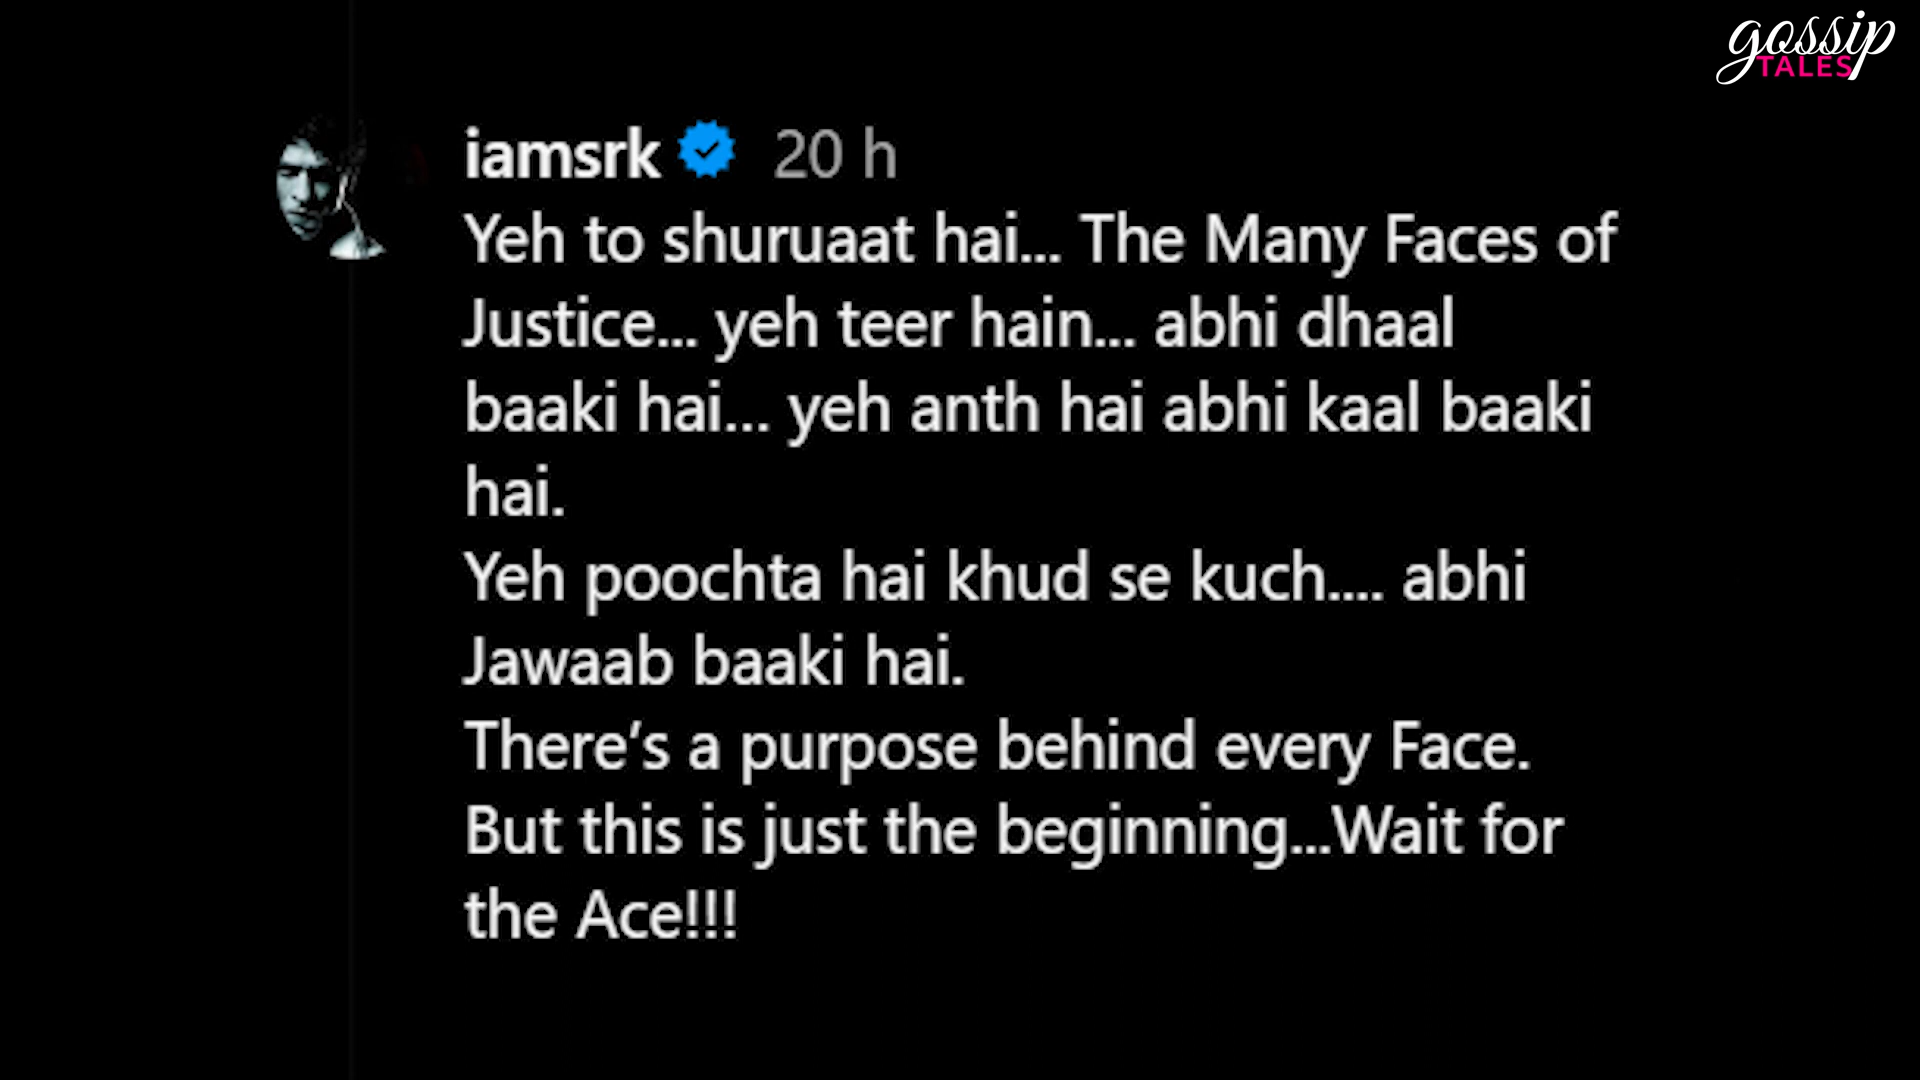 gossip
TALES
iamsrk 20 h
Yeh to shuruaat hai... The Many Faces of
Justice... yeh teer hain... abhi dhaal
baaki hai... yeh anth hai abhi kaal baaki
hai.
Yeh poochta hai khud se kuch.... abhi
Jawaab baaki hai.
There’s a purpose behind every Face.
But this is just the beginning...Wait for
the Ace!!!